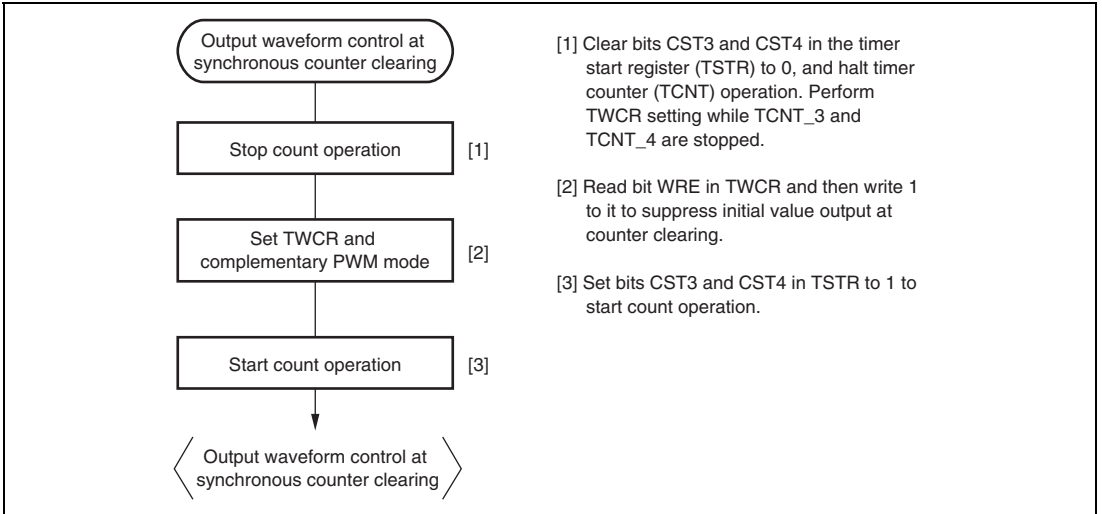 Output waveform control at
synchronous counter clearing
Stop count operation
[1]
Set TWCR and
complementary PWM mode
[2]
Start count operation
[3]
Output waveform control at
synchronous counter clearing
[1] Clear bits CST3 and CST4 in the timer
start register (TSTR) to 0, and halt timer
counter (TCNT) operation. Perform
TWCR setting while TCNT_3 and
TCNT_4 are stopped.
[2] Read bit WRE in TWCR and then write 1
to it to suppress initial value output at
counter clearing.
[3] Set bits CST3 and CST4 in TSTR to 1 to
start count operation.